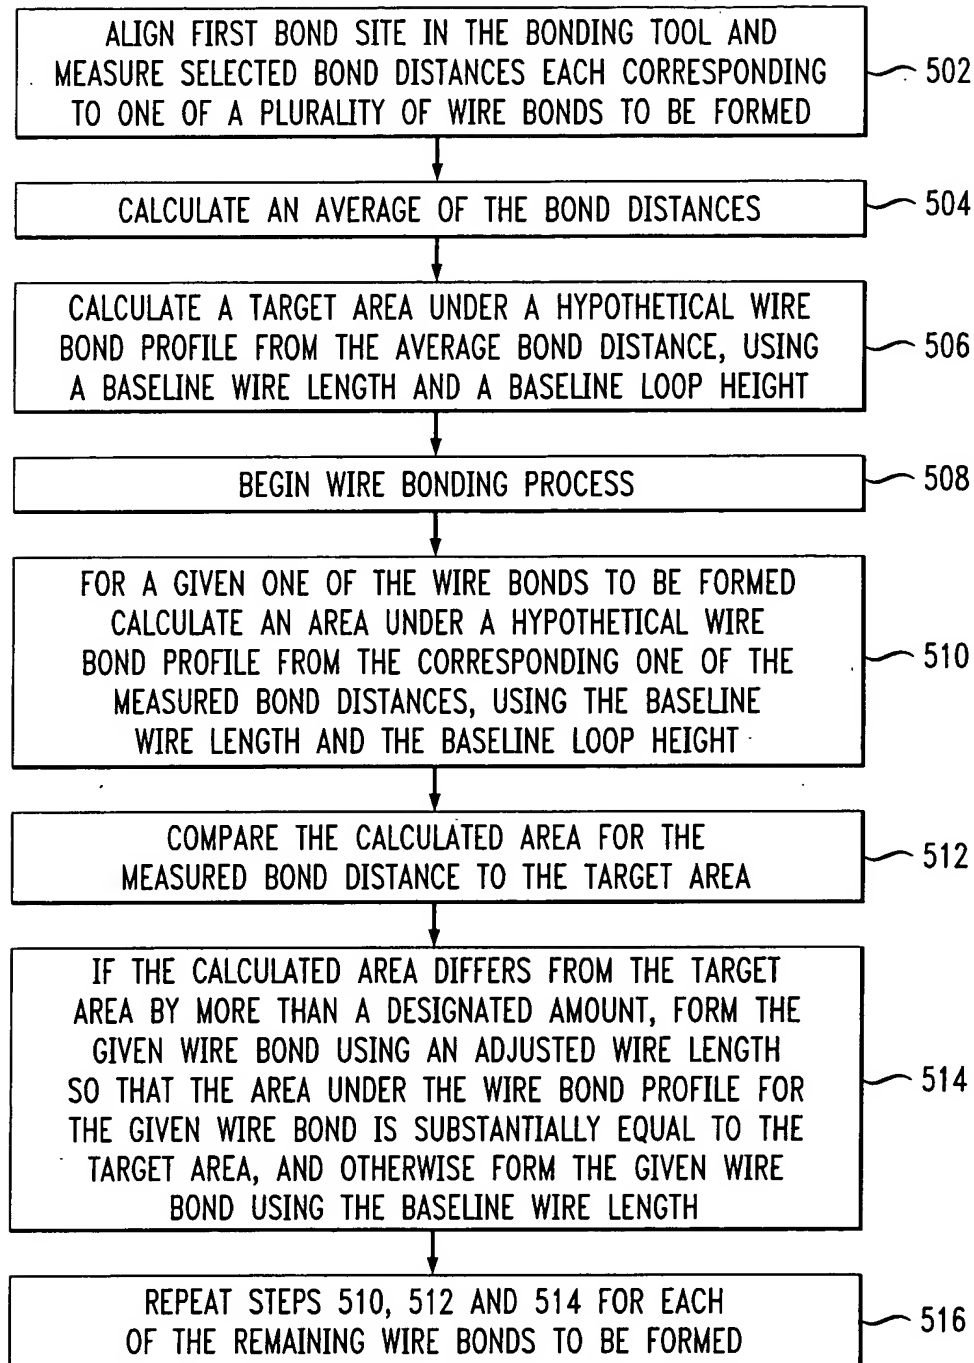 ALIGN FIRST BOND SITE IN THE BONDING TOOL AND
MEASURE SELECTED BOND DISTANCES EACH CORRESPONDING
TO ONE OF A PLURALITY OF WIRE BONDS TO BE FORMED
502
CALCULATE AN AVERAGE OF THE BOND DISTANCES
504
CALCULATE A TARGET AREA UNDER A HYPOTHETICAL WIRE
BOND PROFILE FROM THE AVERAGE BOND DISTANCE, USING
A BASELINE WIRE LENGTH AND A BASELINE LOOP HEIGHT
506
BEGIN WIRE BONDING PROCESS
508
FOR A GIVEN ONE OF THE WIRE BONDS TO BE FORMED
CALCULATE AN AREA UNDER A HYPOTHETICAL WIRE
BOND PROFILE FROM THE CORRESPONDING ONE OF THE
MEASURED BOND DISTANCES, USING THE BASELINE
WIRE LENGTH AND THE BASELINE LOOP HEIGHT
510
COMPARE THE CALCULATED AREA FOR THE
MEASURED BOND DISTANCE TO THE TARGET AREA
512
IF THE CALCULATED AREA DIFFERS FROM THE TARGET
AREA BY MORE THAN A DESIGNATED AMOUNT, FORM THE
GIVEN WIRE BOND USING AN ADJUSTED WIRE LENGTH
SO THAT THE AREA UNDER THE WIRE BOND PROFILE FOR
THE GIVEN WIRE BOND IS SUBSTANTIALLY EQUAL TO THE
TARGET AREA, AND OTHERWISE FORM THE GIVEN WIRE
BOND USING THE BASELINE WIRE LENGTH
514
REPEAT STEPS 510, 512 AND 514 FOR EACH
OF THE REMAINING WIRE BONDS TO BE FORMED
516